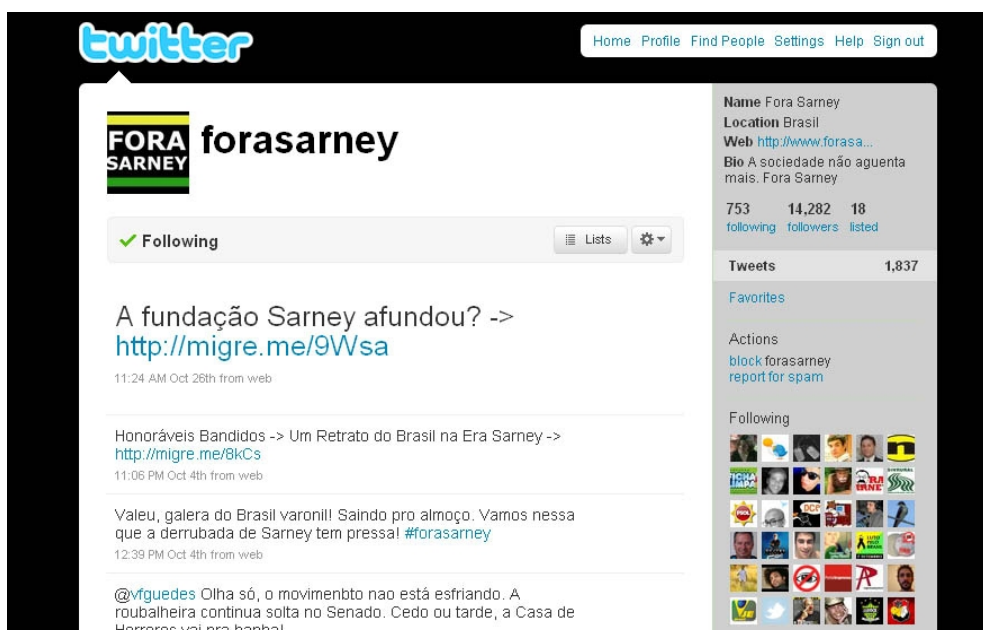 twitter
Home Profile Find People Settings Help Sign out
FORA
SARNEY
forasarney
Following
Lists
A fundação Sarney afundou? ->
http://migre.me/9Wsa
11:24 AM Oct 26th from web
Honoráveis Bandidos -> Um Retrato do Brasil na Era Sarney ->
http://migre.me/8kCs
11:06 PM Oct 4th from web
Valeu, galera do Brasil varonil! Saindo pro almoço. Vamos nessa
que a derrubada de Sarney tem pressa! #forasarney
12:39 PM Oct 4th from web
@vfguedes Olha só, o movimenbto nao está esfriando. A
roubalheira continua solta no Senado. Cedo ou tarde, a Casa de
Horrores vai pra banha!
Name Fora Sarney
Location Brasil
Web http://www.forasa...
Bio A sociedade não aguenta
mais. Fora Sarney
753 14,282 18
following followers listed
Tweets 1,837
Favorites
Actions
block forasarney
report for spam
Following
FICHA
LIMPA